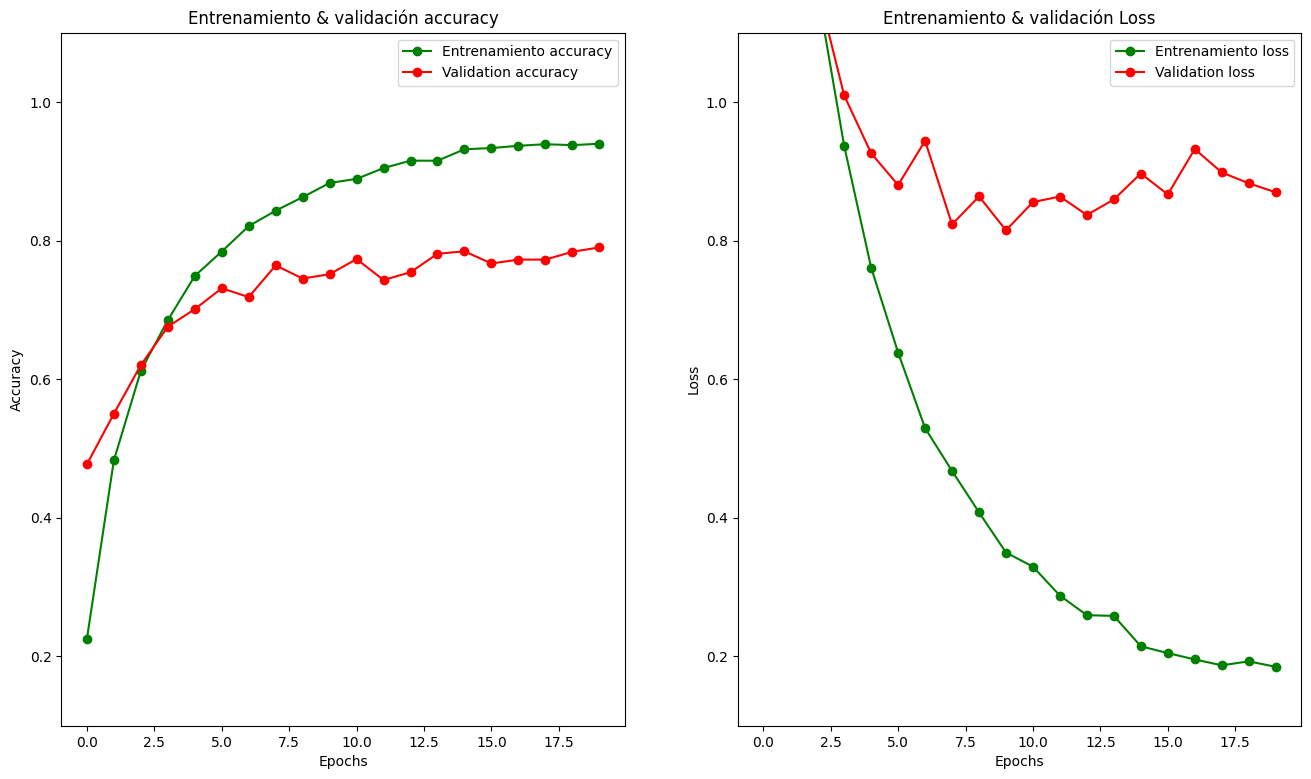 Entrenamiento & validación accuracy
Entrenamiento accuracy
Validation accuracy
1.0
0.8
0.6
0.4
0.2
Accuracy
0.0 2.5 5.0 7.5 10.0 12.5 15.0 17.5
Epochs
Entrenamiento & validación Loss
Entrenamiento loss
Validation loss
1.0
0.8
0.6
0.4
0.2
Loss
0.0 2.5 5.0 7.5 10.0 12.5 15.0 17.5
Epochs